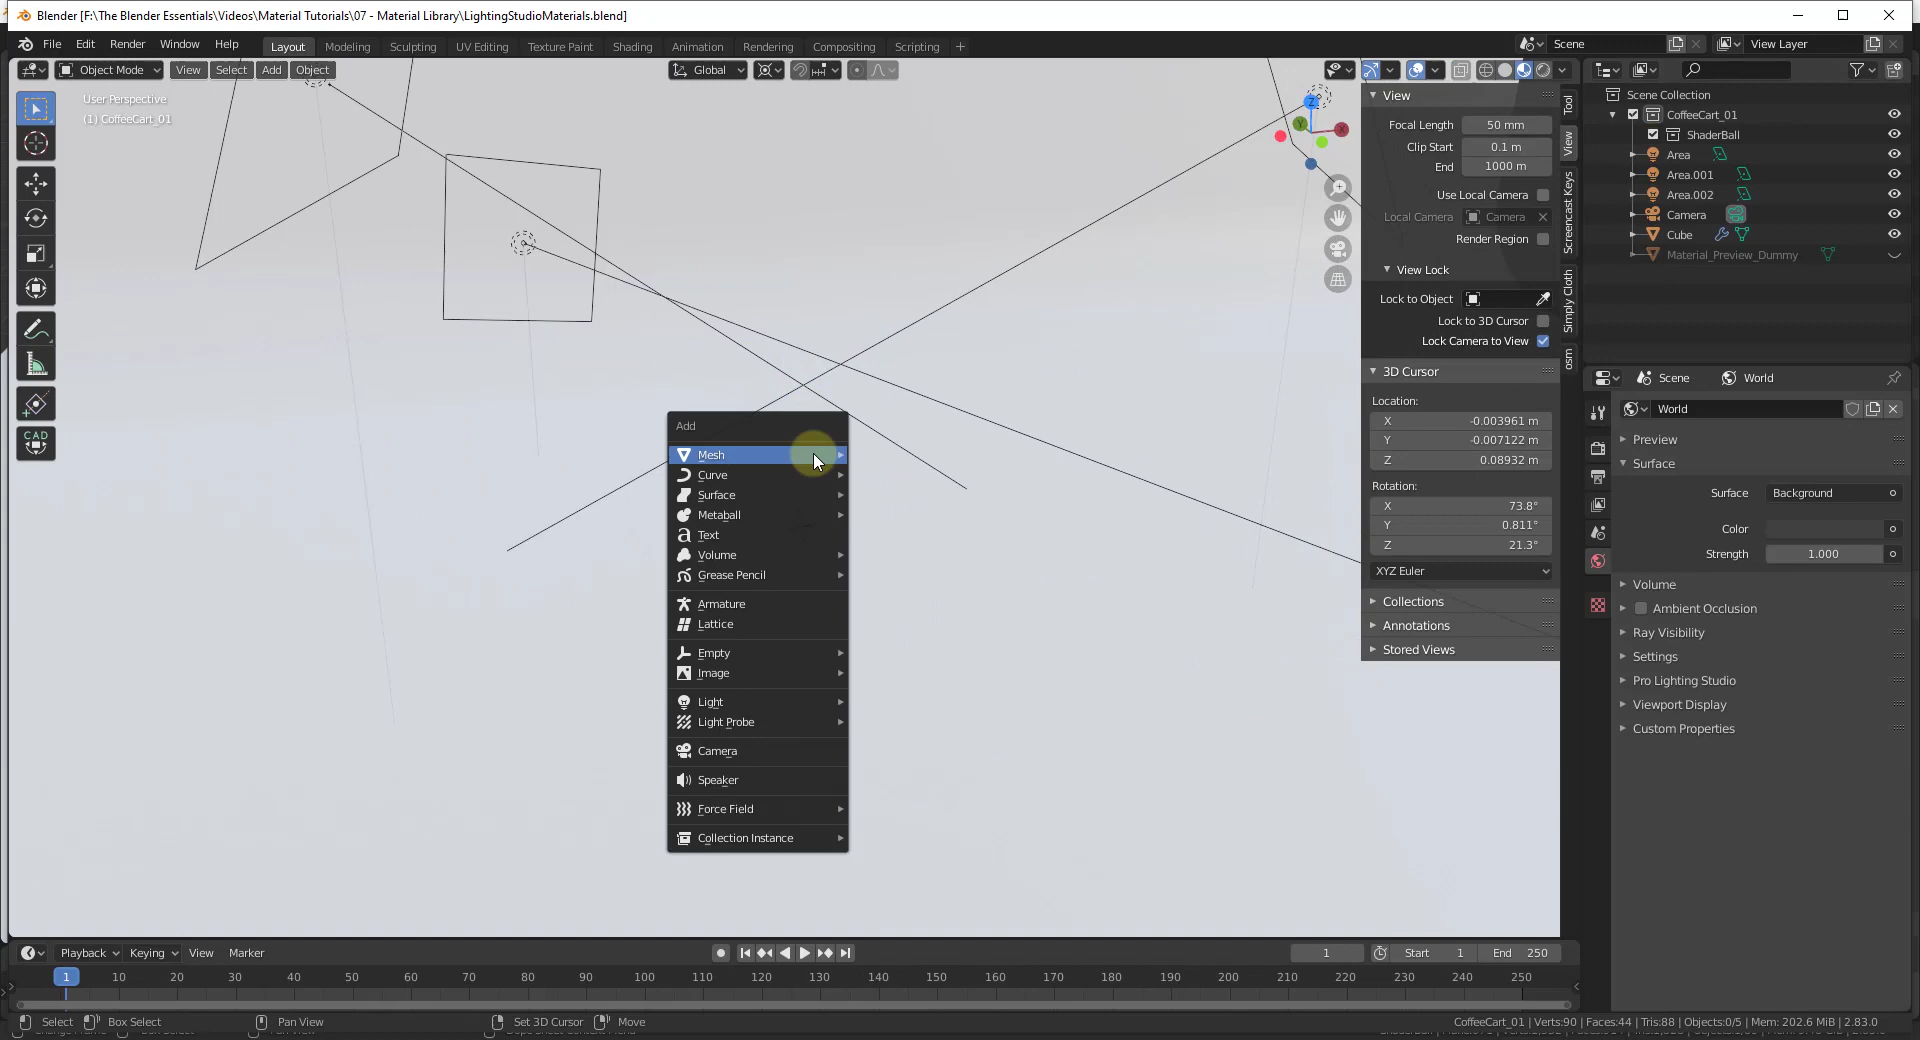 Blender [F:\The Blender Essentials\Videos\Material Tutorials\07 - Material Library\LightingStudioMaterials.blend]
File Edit Render Window Help Layout Modeling Sculpting UV Editing Texture Paint Shading Animation Rendering Compositing Scripting + Scene View Layer
Object Mode View Select Add Object Global
User Perspective
(1) CoffeeCart_01
Z
Y
X
View
Focal Length 50 mm
Clip Start 0.1 m
End 1000 m
Use Local Camera
Local Camera Camera
Render Region
View Lock
Lock to Object
Lock to 3D Cursor
Lock Camera to View
3D Cursor
Location:
X -0.003961 m
Y -0.007122 m
Z 0.08932 m
Rotation:
X 73.8°
Y 0.811°
Z 21.3°
XYZ Euler
Collections
Annotations
Stored Views
Tool
View
Screencast Keys
Simply Cloth
osm
CAD
Add
Mesh
Curve
Surface
Metaball
Text
Volume
Grease Pencil
Armature
Lattice
Empty
Image
Light
Light Probe
Camera
Speaker
Force Field
Collection Instance
Scene Collection
CoffeeCart_01
ShaderBall
Area
Area.001
Area.002
Camera
Cube
Material_Preview_Dummy
Scene World
World
Preview
Surface
Surface Background
Color
Strength 1.000
Volume
Ambient Occlusion
Ray Visibility
Settings
Pro Lighting Studio
Viewport Display
Custom Properties
Playback Keying View Marker 1 Start 1 End 250
1 10 20 30 40 50 60 70 80 90 100 110 120 130 140 150 160 170 180 190 200 210 220 230 240 250
Select Box Select Pan View Set 3D Cursor Move CoffeeCart_01 | Verts:90 | Faces:44 | Tris:88 | Objects:0/5 | Mem: 202.6 MiB | 2.83.0